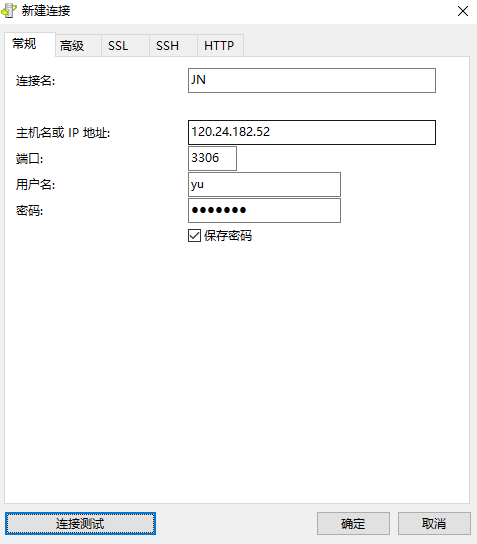 新建连接
常规 高级 SSL SSH HTTP
连接名: JN
主机名或 IP 地址: 120.24.182.52
端口: 3306
用户名: yu
密码: ●●●●●●●
保存密码
连接测试 确定 取消